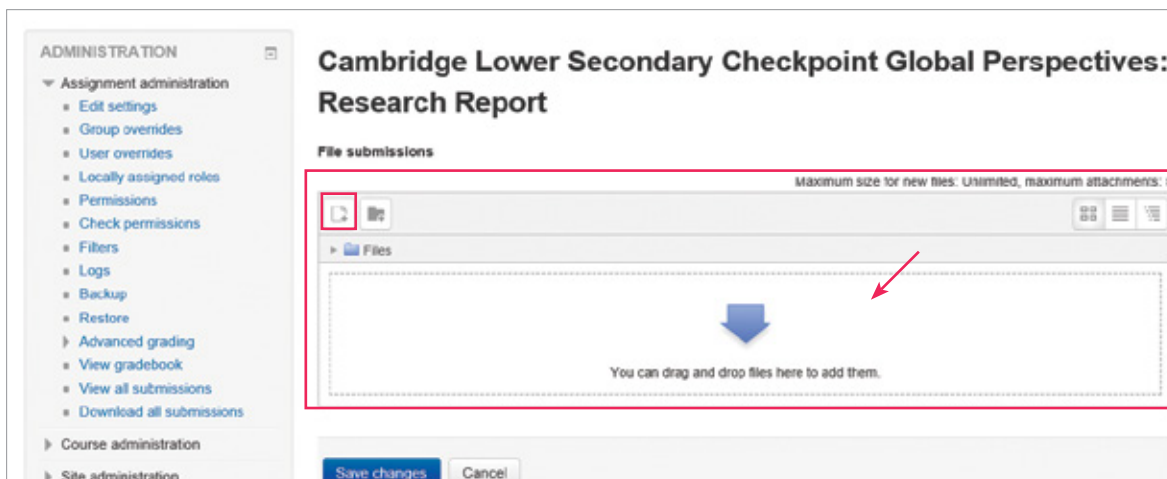 ADMINISTRATION
Assignment administration
Edit settings
Group overrides
User overrides
Locally assigned roles
Permissions
Check permissions
Filters
Logs
Backup
Restore
Advanced grading
View gradebook
View all submissions
Download all submissions
Course administration
Site administration
Cambridge Lower Secondary Checkpoint Global Perspectives:
Research Report
File submissions
Maximum size for new files: Unlimited, maximum attachments:
Files
You can drag and drop files here to add them.
Save changes
Cancel